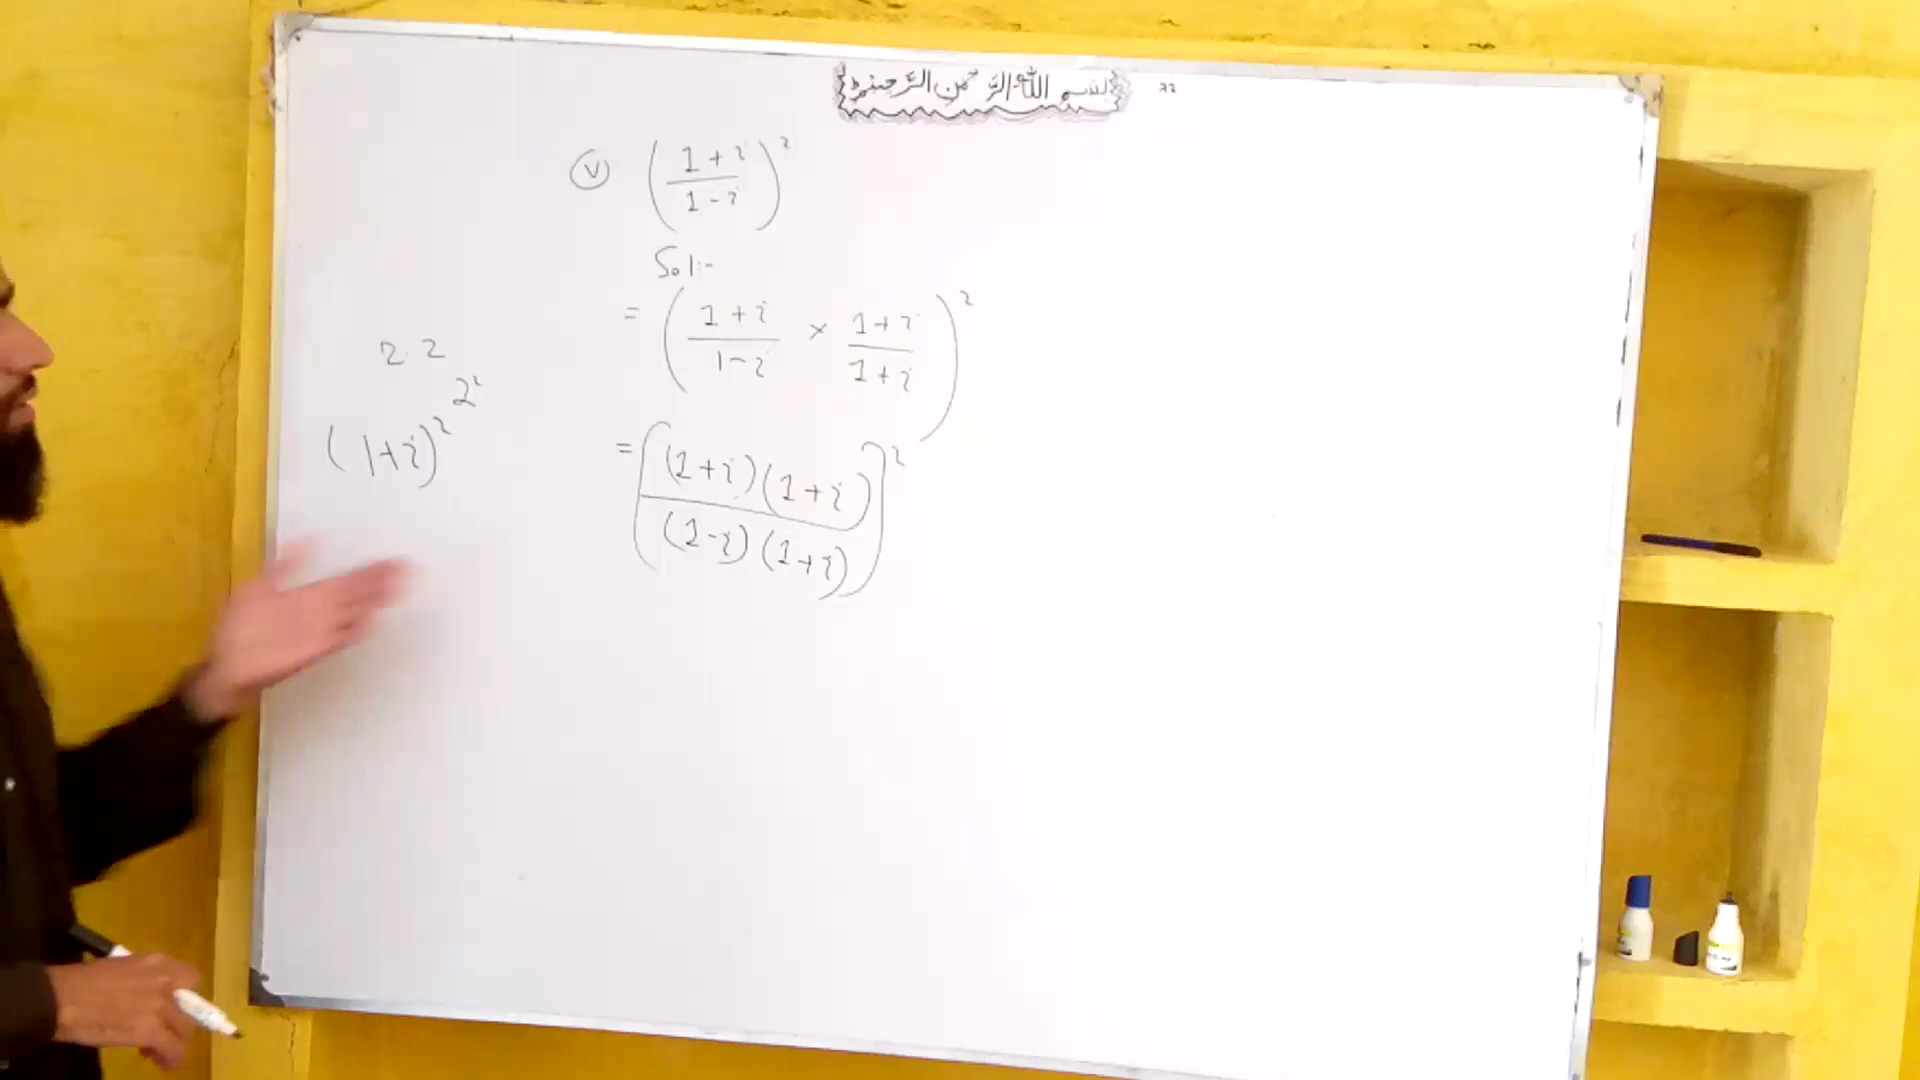 بسم الله الرحمن الرحيم
(v) ((1+i)/(1-i))²
Sol:-
= ((1+i)/(1-i) × (1+i)/(1+i))²
2.2
2²
(1+i)²
= [(1+i)(1+i)/(1-i)(1+i)]²